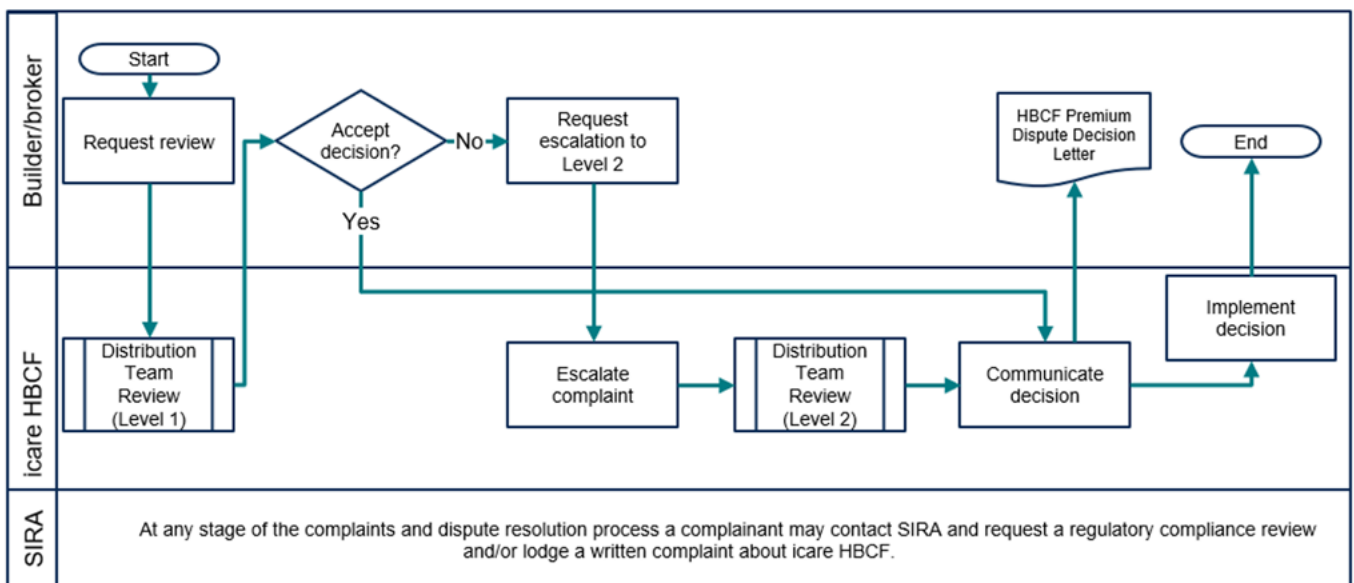 Builder/broker
Start
Request review
Accept
decision?
No
Yes
Request
escalation to
Level 2
HBCF Premium
Dispute Decision
Letter
End
icare HBCF
Distribution
Team
Review
(Level 1)
Escalate
complaint
Distribution
Team
Review
(Level 2)
Communicate
decision
Implement
decision
SIRA
At any stage of the complaints and dispute resolution process a complainant may contact SIRA and request a regulatory compliance review
and/or lodge a written complaint about icare HBCF.